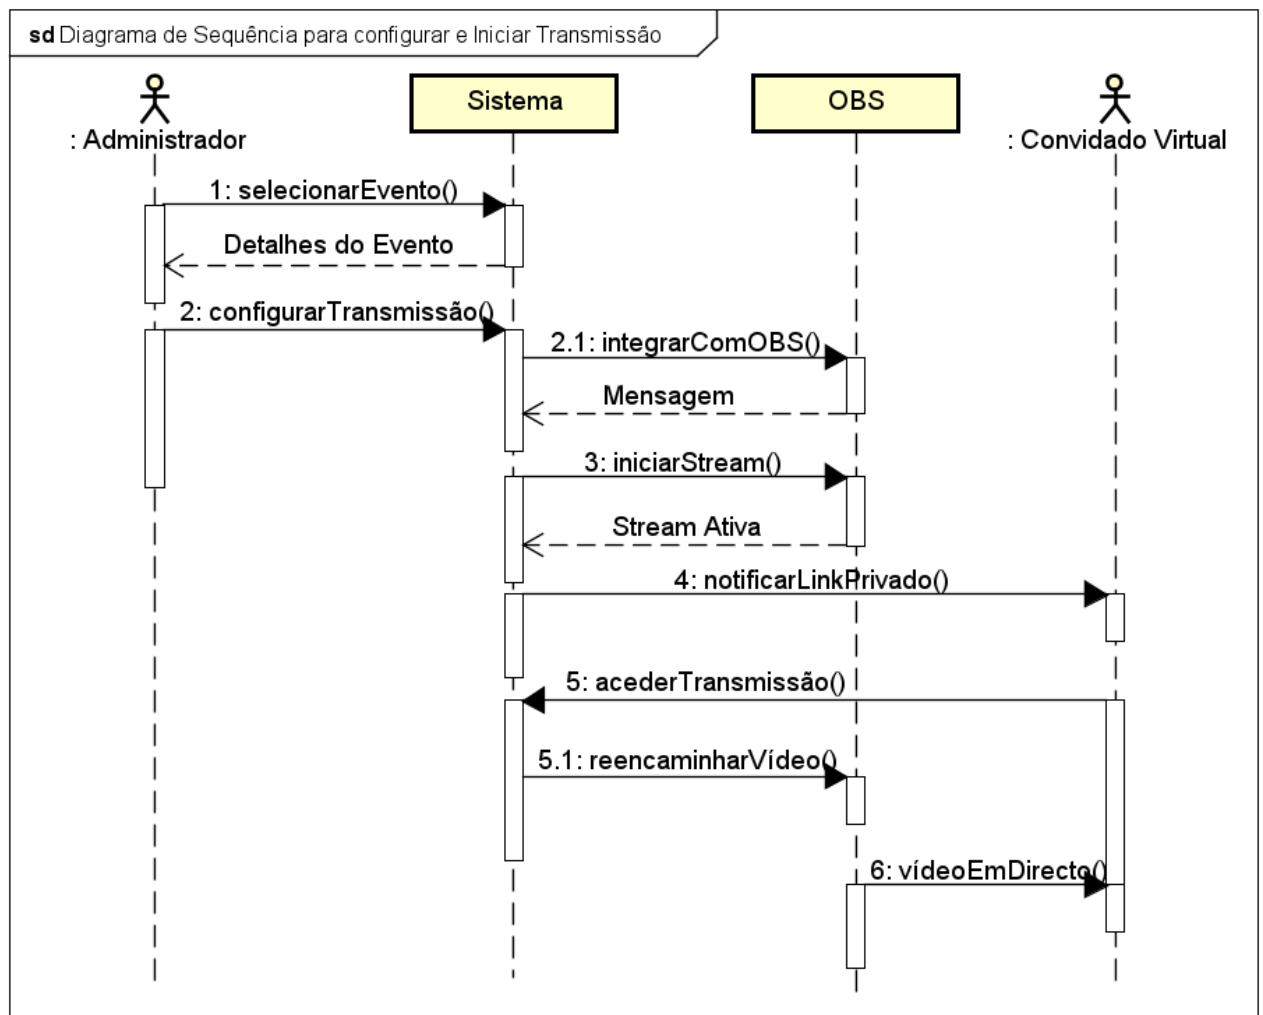 sd Diagrama de Sequência para configurar e Iniciar Transmissão
Sistema
OBS
: Administrador
: Convidado Virtual
1: selecionarEvento()
Detalhes do Evento
2: configurarTransmissão()
2.1: integrarComOBS()
Mensagem
3: iniciarStream()
Stream Ativa
4: notificarLinkPrivado()
5: acederTransmissão()
5.1: reencaminharVídeo()
6: vídeoEmDirecto()